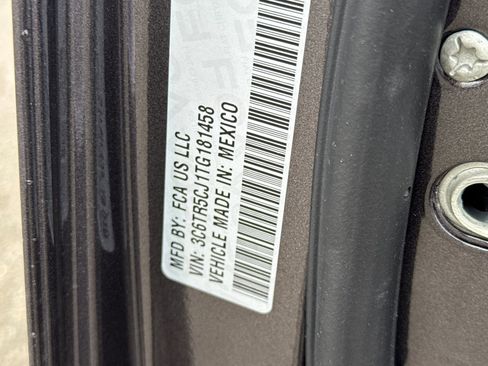 MFD BY: FCA US LLC
VIN: 3C6TR5CJ1TG181458
VEHICLE MADE IN: MEXICO